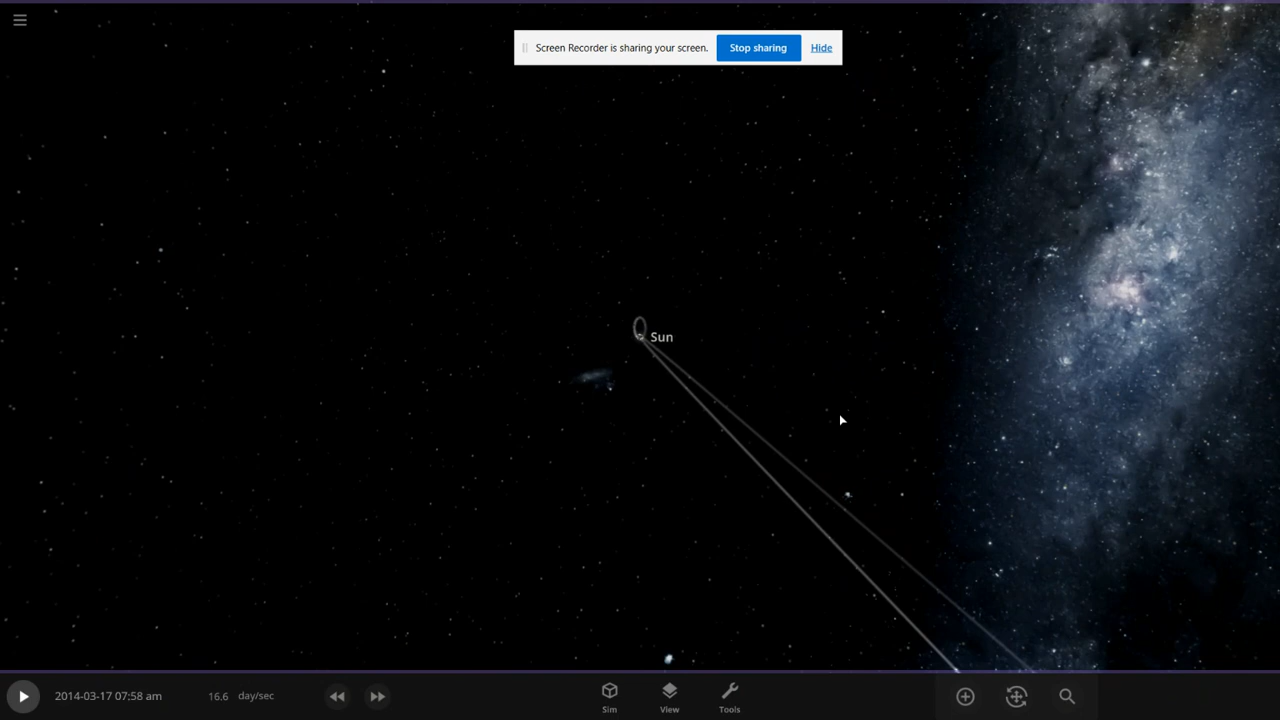 Screen Recorder is sharing your screen. Stop sharing Hide
Sun
2014-03-17 07:58 am 16.6 day/sec Sim View Tools